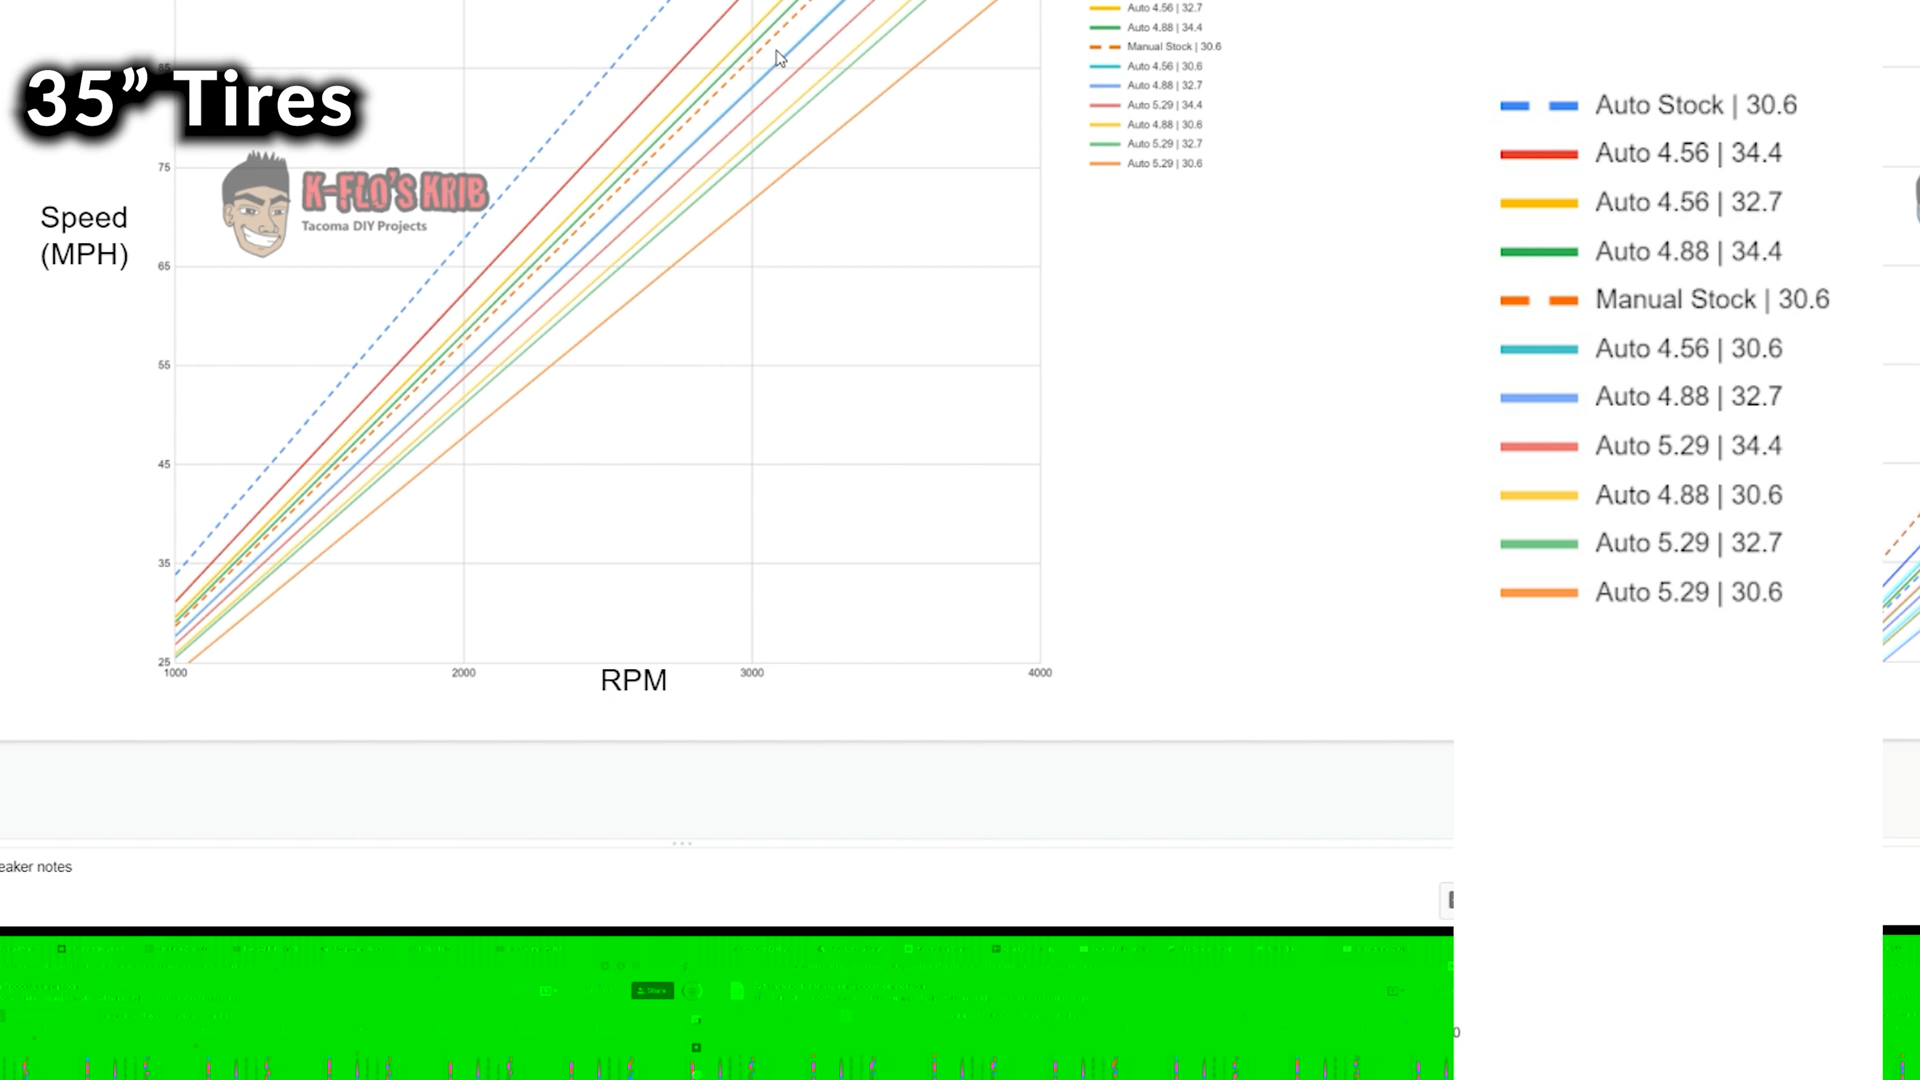 35” Tires
K-FLO'S KRIB
Tacoma DIY Projects
Speed
(MPH)
85
75
65
55
45
35
25
1000
2000
3000
4000
RPM
Auto 4.56 | 32.7
Auto 4.88 | 34.4
Manual Stock | 30.6
Auto 4.56 | 30.6
Auto 4.88 | 32.7
Auto 5.29 | 34.4
Auto 4.88 | 30.6
Auto 5.29 | 32.7
Auto 5.29 | 30.6
Auto Stock | 30.6
Auto 4.56 | 34.4
Auto 4.56 | 32.7
Auto 4.88 | 34.4
Manual Stock | 30.6
Auto 4.56 | 30.6
Auto 4.88 | 32.7
Auto 5.29 | 34.4
Auto 4.88 | 30.6
Auto 5.29 | 32.7
Auto 5.29 | 30.6
eaker notes
Share